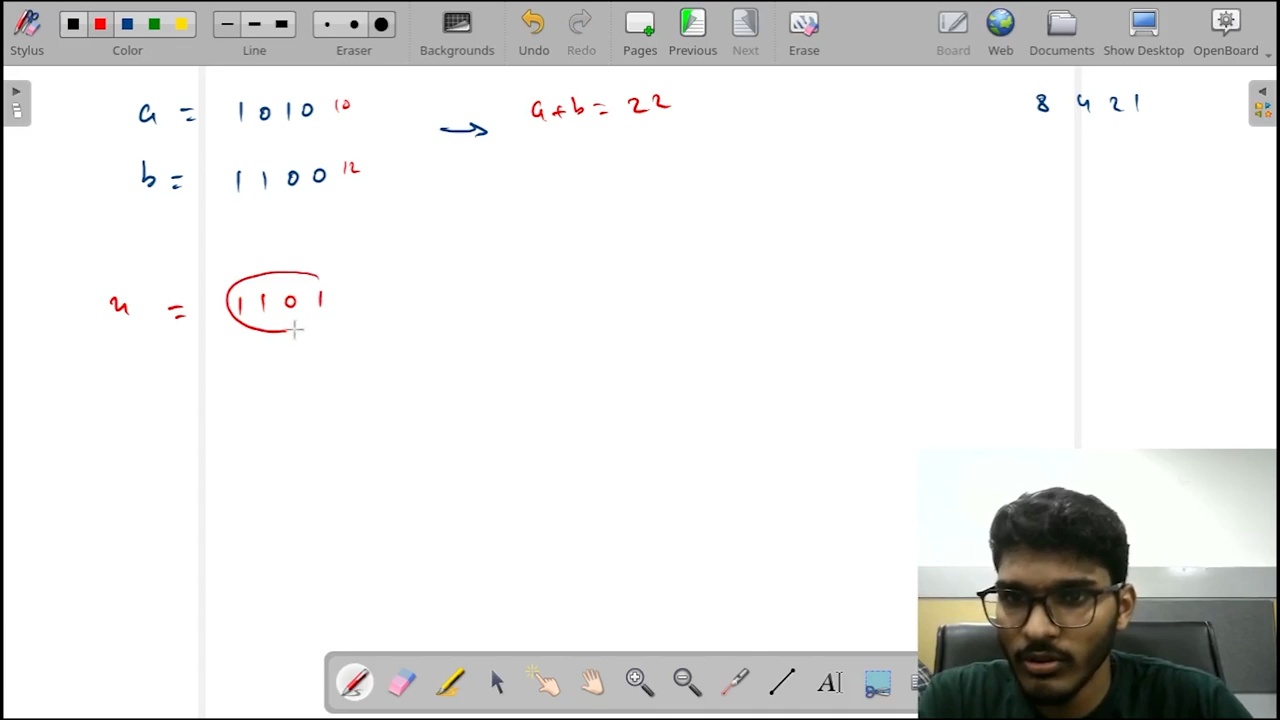 Stylus Color Line Eraser Backgrounds Undo Redo Pages Previous Next Erase Board Web Documents Show Desktop OpenBoard
a = 1010 10 → a+b = 22 8 4 2 1
b = 1100 12
x = 1101